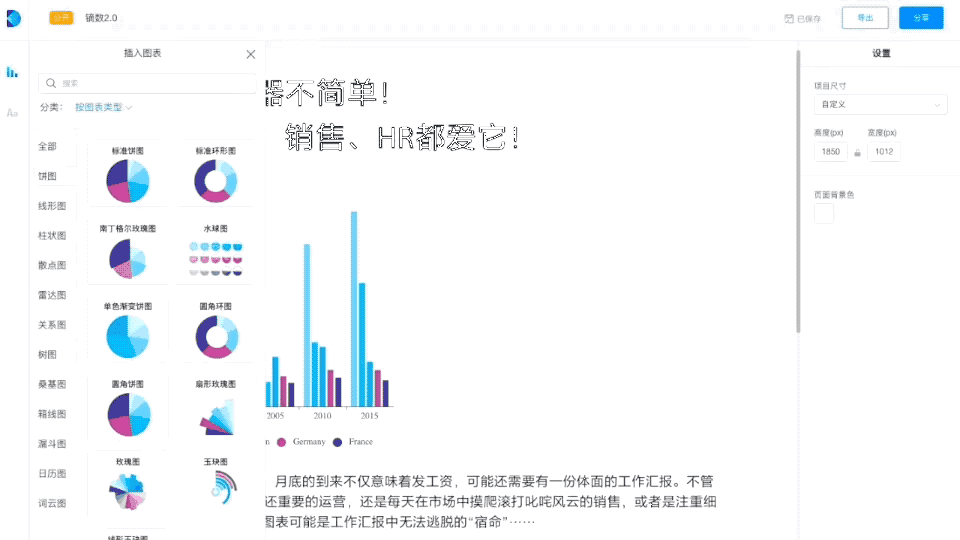 公开
镝数2.0
已保存
导出
分享
插入图表
搜索
分类：
按图表类型
全部
饼图
线形图
柱状图
散点图
雷达图
关系图
树图
桑基图
箱线图
漏斗图
日历图
词云图
标准饼图
标准环形图
南丁格尔玫瑰图
水球图
单色渐变饼图
圆角环图
圆角饼图
扇形玫瑰图
玫瑰图
玉玦图
线形玉玦图
Aa
器不简单！
销售、HR都爱它！
2005 2010 2015
Germany France
月底的到来不仅意味着发工资，可能还需要有一份体面的工作汇报。不管
还重要的运营，还是每天在市场中摸爬滚打叱咤风云的销售，或者是注重细
图表可能是工作汇报中无法逃脱的“宿命”……
设置
项目尺寸
自定义
高度(px) 宽度(px)
1850 1012
页面背景色